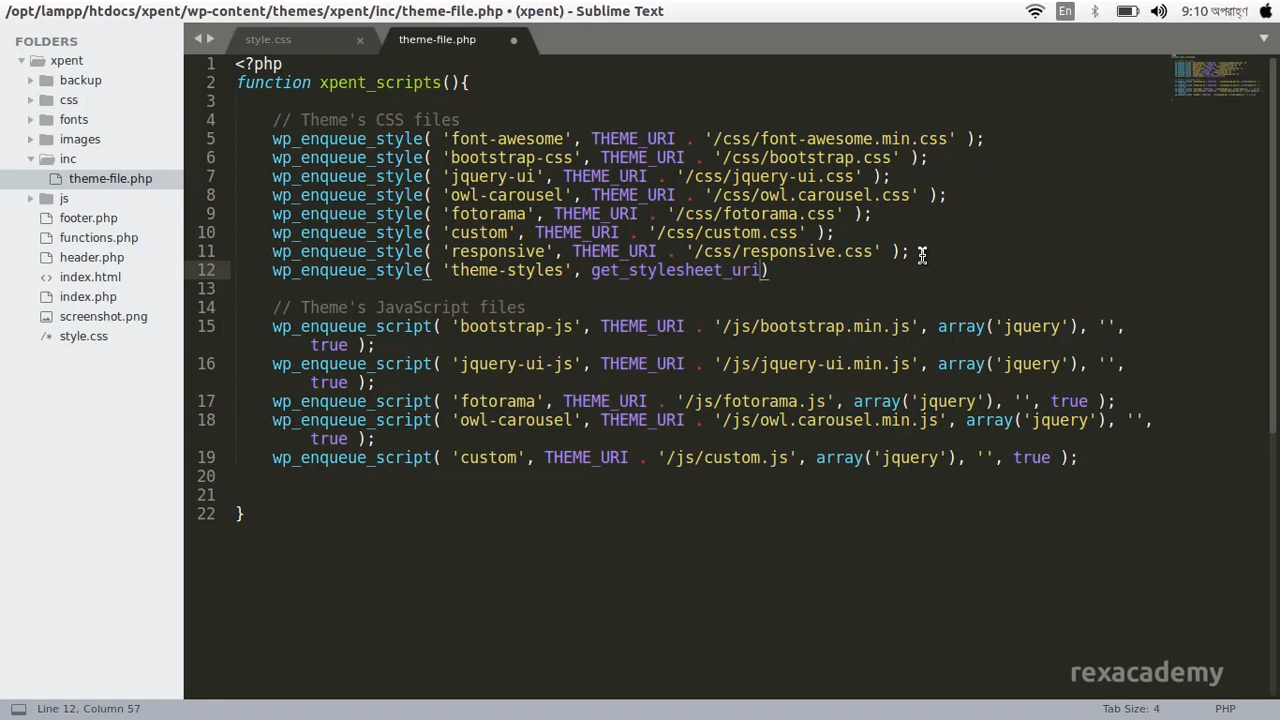 /opt/lampp/htdocs/xpent/wp-content/themes/xpent/inc/theme-file.php • (xpent) - Sublime Text
En
9:10 অপরাহ্ণ
FOLDERS
xpent
backup
css
fonts
images
inc
theme-file.php
js
footer.php
functions.php
header.php
index.html
index.php
screenshot.png
/* style.css
style.css
theme-file.php
1 <?php
2 function xpent_scripts(){
3
4 // Theme's CSS files
5 wp_enqueue_style( 'font-awesome', THEME_URI . '/css/font-awesome.min.css' );
6 wp_enqueue_style( 'bootstrap-css', THEME_URI . '/css/bootstrap.css' );
7 wp_enqueue_style( 'jquery-ui', THEME_URI . '/css/jquery-ui.css' );
8 wp_enqueue_style( 'owl-carousel', THEME_URI . '/css/owl.carousel.css' );
9 wp_enqueue_style( 'fotorama', THEME_URI . '/css/fotorama.css' );
10 wp_enqueue_style( 'custom', THEME_URI . '/css/custom.css' );
11 wp_enqueue_style( 'responsive', THEME_URI . '/css/responsive.css' );
12 wp_enqueue_style( 'theme-styles', get_stylesheet_uri)
13
14 // Theme's JavaScript files
15 wp_enqueue_script( 'bootstrap-js', THEME_URI . '/js/bootstrap.min.js', array('jquery'), '',
true );
16 wp_enqueue_script( 'jquery-ui-js', THEME_URI . '/js/jquery-ui.min.js', array('jquery'), '',
true );
17 wp_enqueue_script( 'fotorama', THEME_URI . '/js/fotorama.js', array('jquery'), '', true );
18 wp_enqueue_script( 'owl-carousel', THEME_URI . '/js/owl.carousel.min.js', array('jquery'), '',
true );
19 wp_enqueue_script( 'custom', THEME_URI . '/js/custom.js', array('jquery'), '', true );
20
21
22 }
rexacademy
Line 12, Column 57
Tab Size: 4
PHP